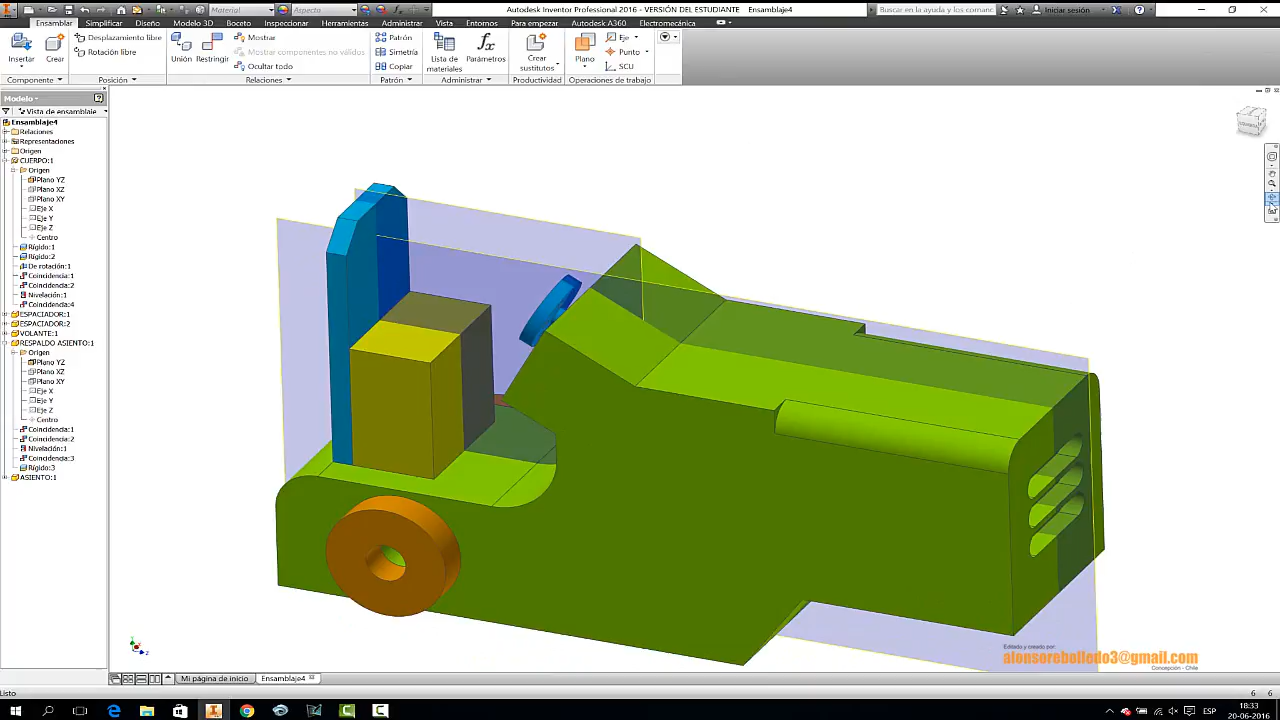 Material
Aspecto
Autodesk Inventor Professional 2016 - VERSIÓN DEL ESTUDIANTE Ensamblaje4
Buscar en la ayuda y los comanc
Iniciar sesión
Ensamblar Simplificar Diseño Modelo 3D Boceto Inspeccionar Herramientas Administrar Vista Entornos Para empezar Autodesk A360 Electromecánica
Insertar
Crear
Desplazamiento libre
Rotación libre
Unión
Restringir
Mostrar
Mostrar componentes no válidos
Ocultar todo
Patrón
Simetría
Copiar
Lista de materiales
Parámetros
Crear sustitutos
Plano
Eje
Punto
SCU
Componente Posición Relaciones Patrón Administrar Productividad Operaciones de trabajo
Modelo
Vista de ensamblaje
Ensamblaje4
Relaciones
Representaciones
Origen
CUERPO:1
Origen
Plano YZ
Plano XZ
Plano XY
Eje X
Eje Y
Eje Z
Centro
Rígido:1
Rígido:2
De rotación:1
Coincidencia:1
Coincidencia:2
Nivelación:1
Coincidencia:4
ESPACIADOR:1
ESPACIADOR:2
VOLANTE:1
RESPALDO ASIENTO:1
Origen
Plano YZ
Plano XZ
Plano XY
Eje X
Eje Y
Eje Z
Centro
Coincidencia:1
Coincidencia:2
Nivelación:1
Coincidencia:3
Rígido:3
ASIENTO:1
Editado y creado por:
alonsorebolledo3@gmail.com
Concepción - Chile
Mi página de inicio Ensamblaje4
Listo
6 6
ESP
18:33
20-06-2016